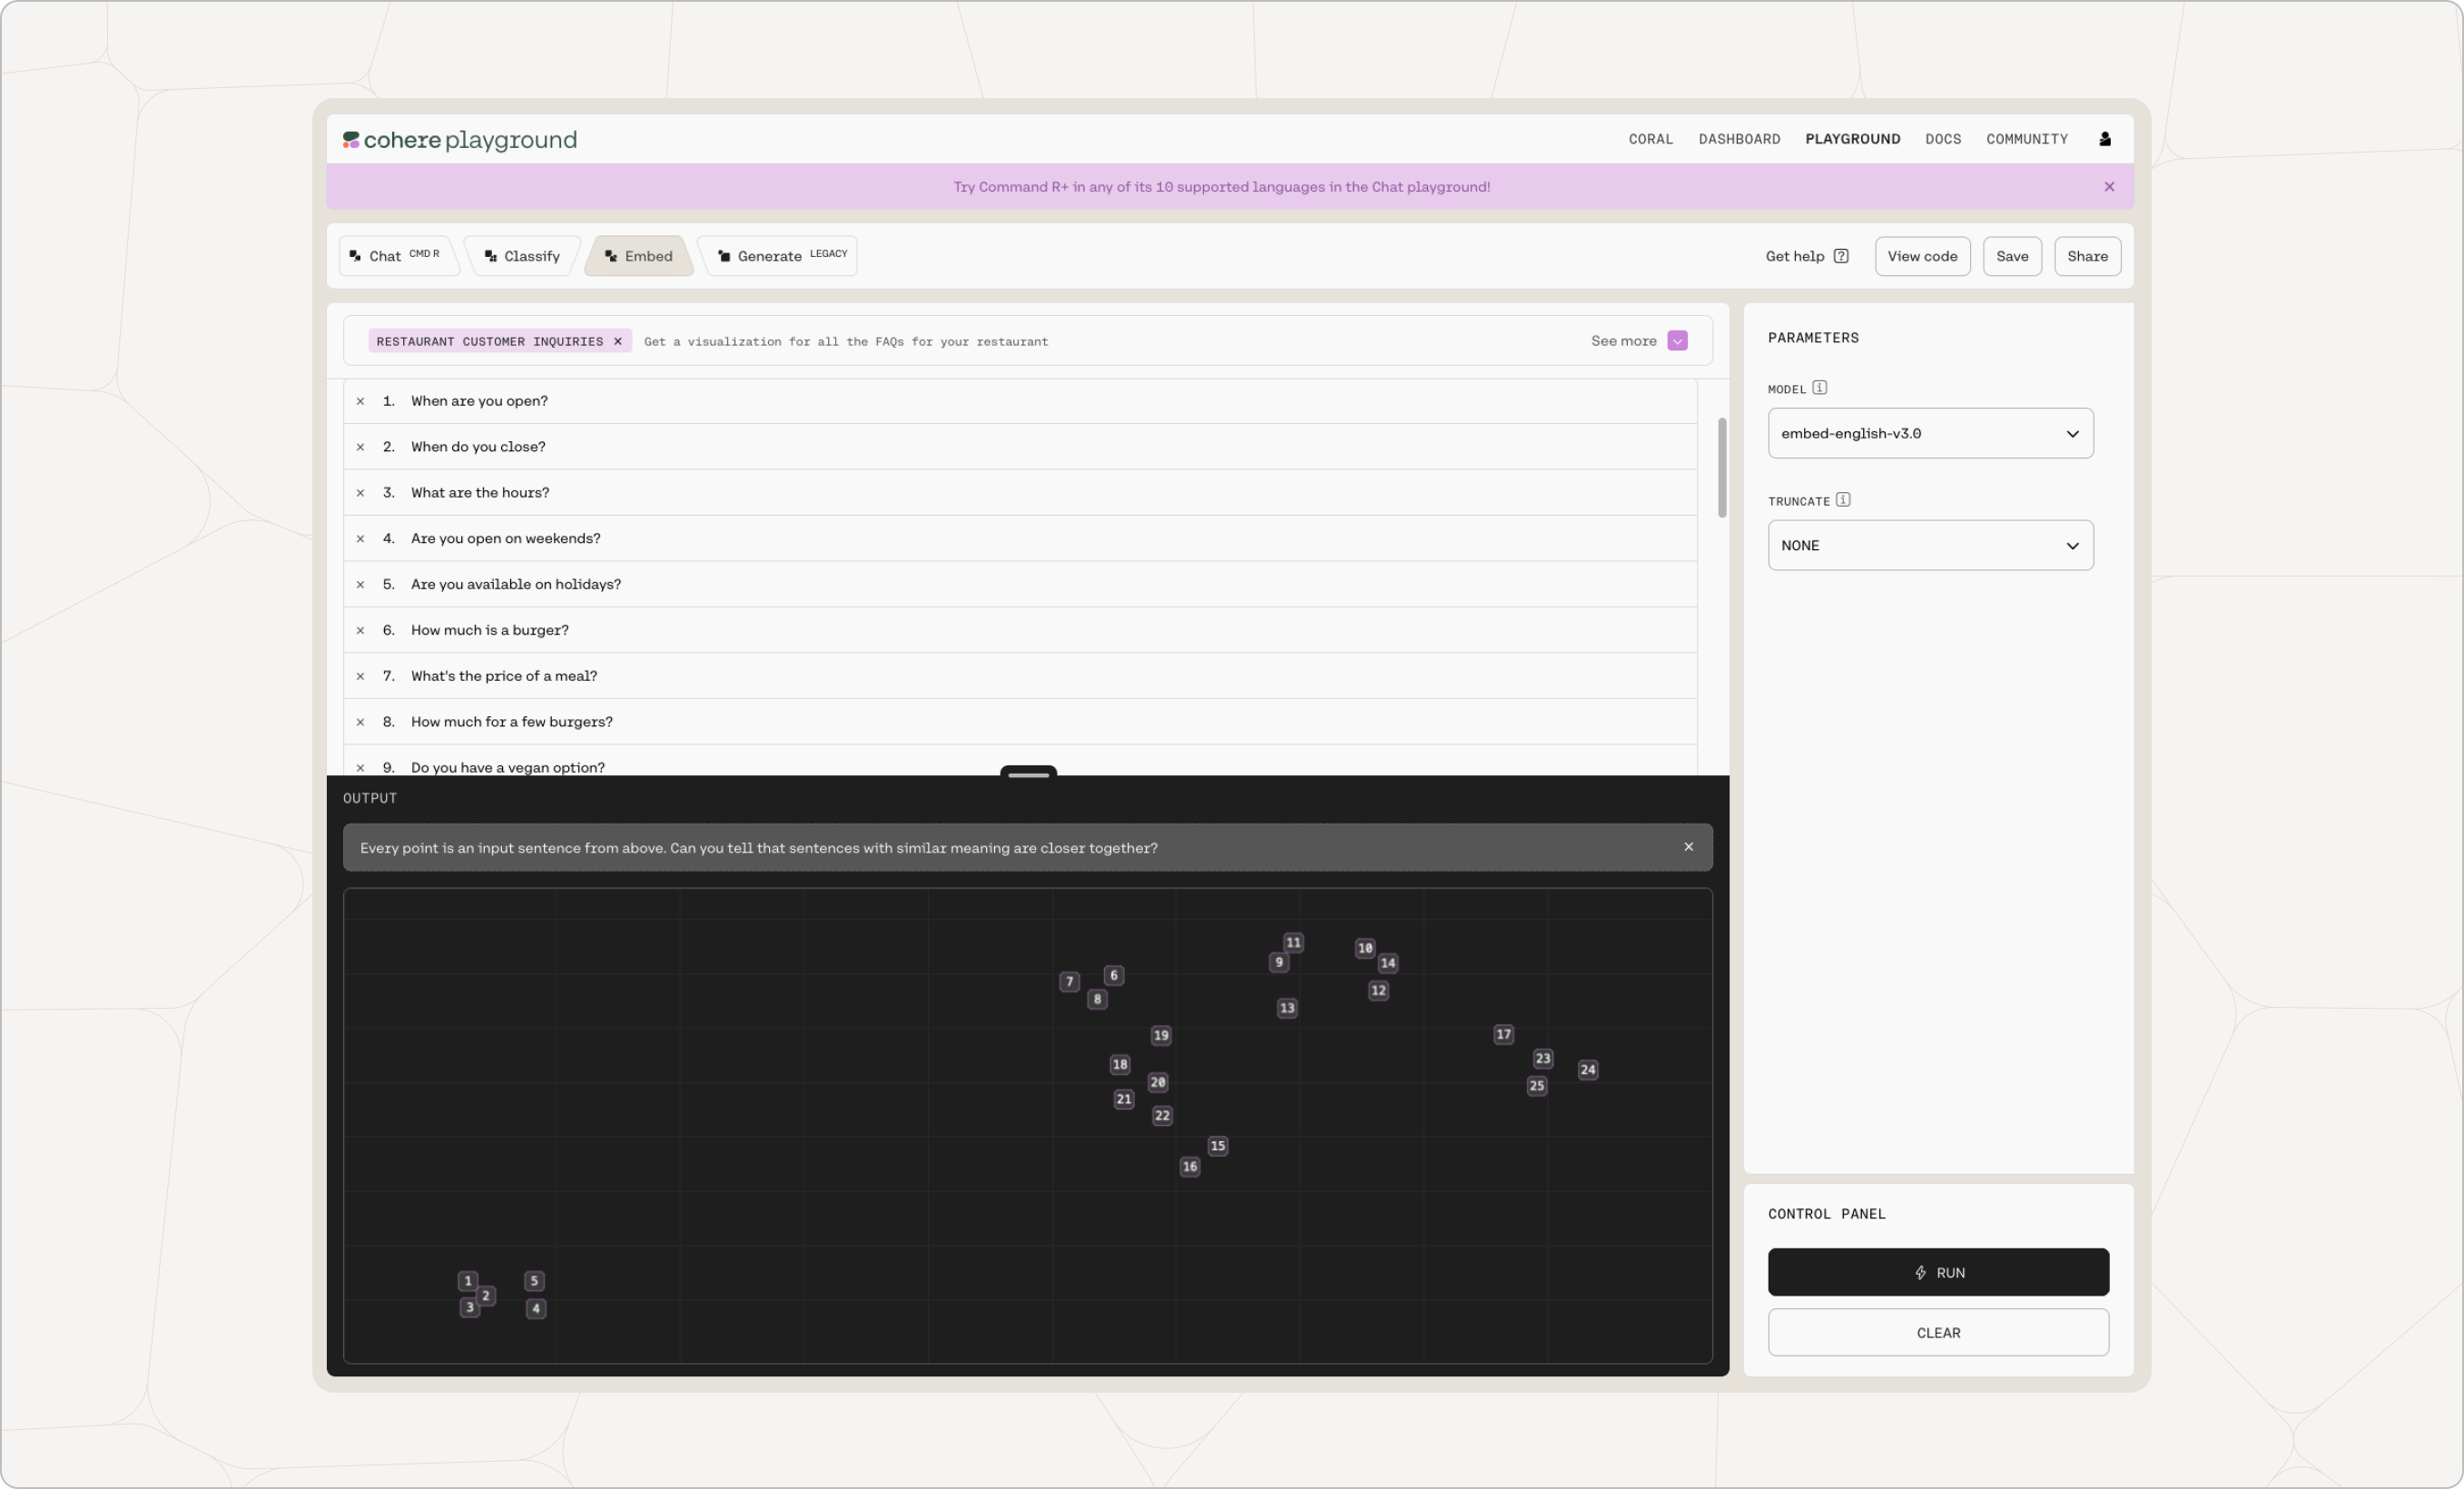 cohere playground
CORAL DASHBOARD PLAYGROUND DOCS COMMUNITY
Try Command R+ in any of its 10 supported languages in the Chat playground!
Chat CMD R Classify Embed Generate LEGACY
Get help ? View code Save Share
RESTAURANT CUSTOMER INQUIRIES × Get a visualization for all the FAQs for your restaurant See more
1. When are you open?
2. When do you close?
3. What are the hours?
4. Are you open on weekends?
5. Are you available on holidays?
6. How much is a burger?
7. What's the price of a meal?
8. How much for a few burgers?
9. Do you have a vegan option?
PARAMETERS
MODEL i
embed-english-v3.0
TRUNCATE i
NONE
OUTPUT
Every point is an input sentence from above. Can you tell that sentences with similar meaning are closer together?
11
10
9
14
6
7
12
8
13
19
17
23
18
24
20
25
21
22
15
16
1
5
2
3
4
CONTROL PANEL
RUN
CLEAR